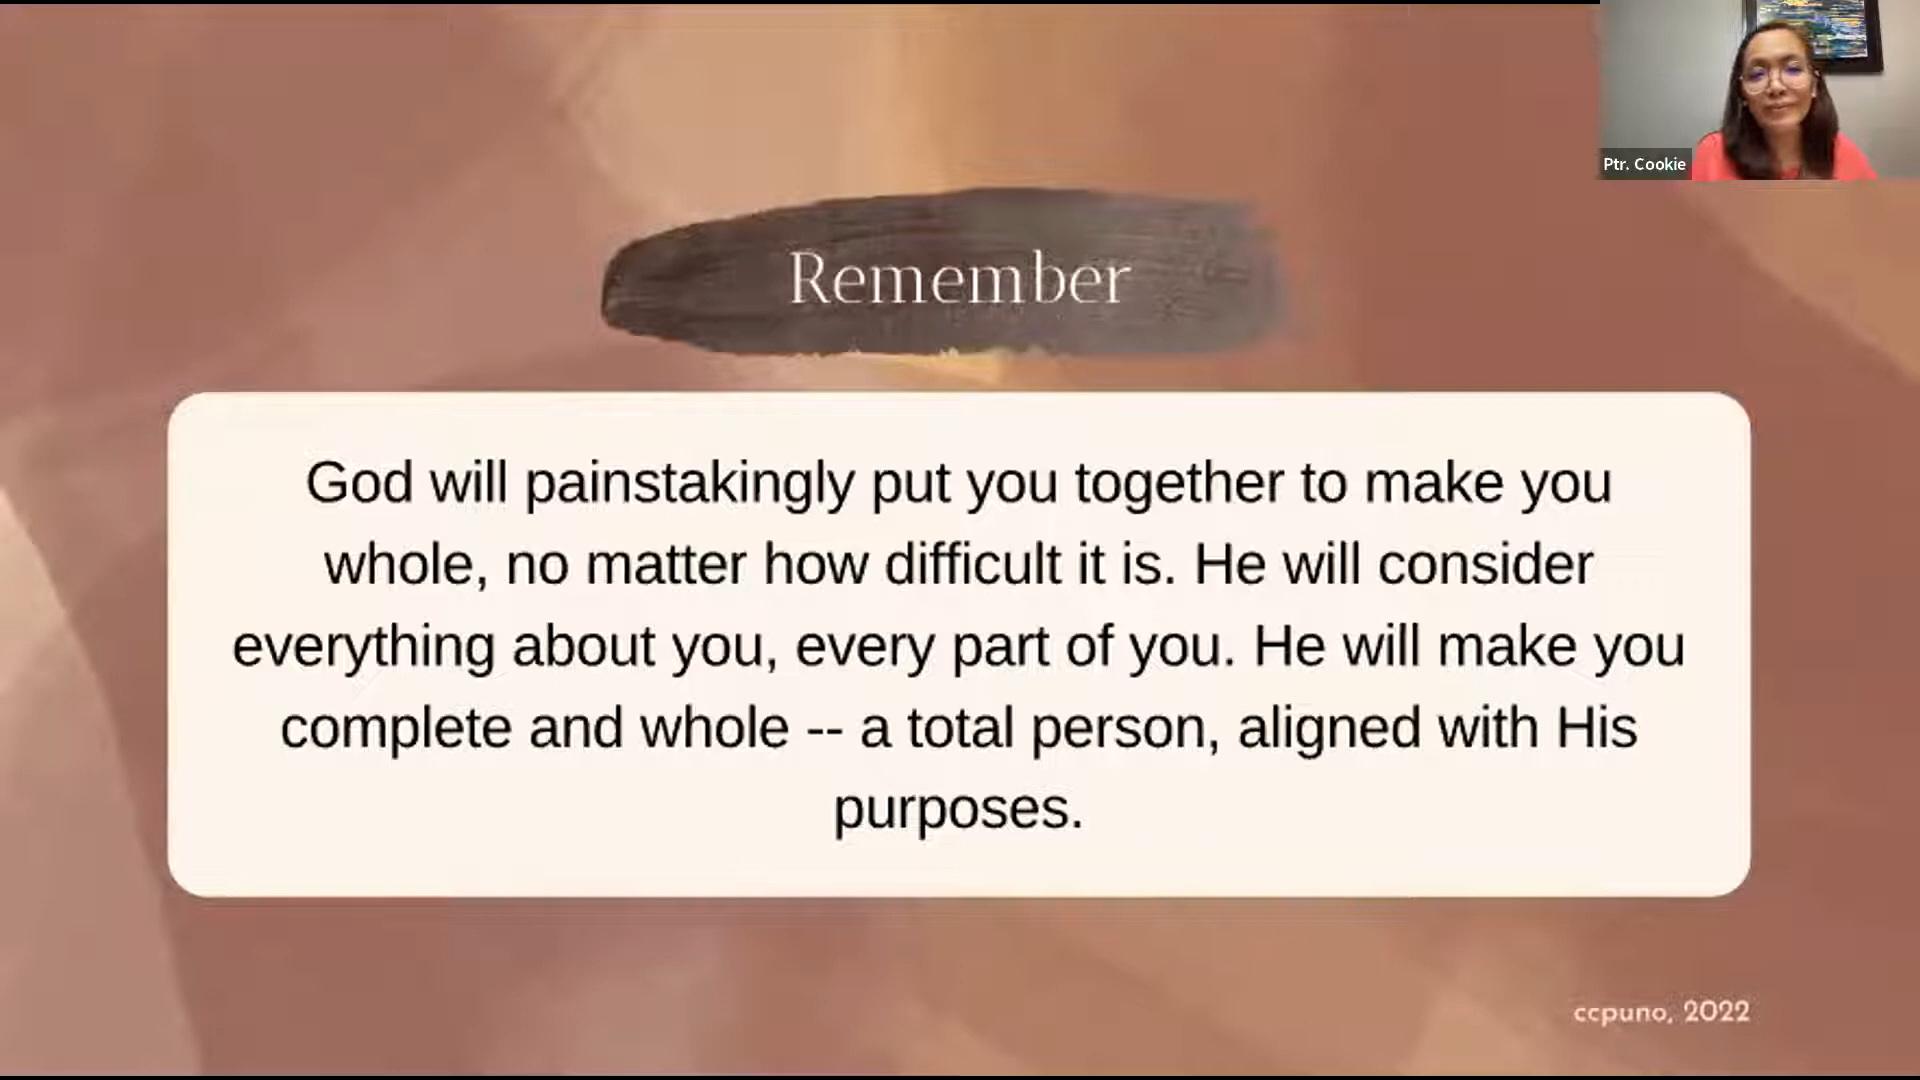 Ptr. Cookie
Remember
God will painstakingly put you together to make you
whole, no matter how difficult it is. He will consider
everything about you, every part of you. He will make you
complete and whole -- a total person, aligned with His
purposes.
ccpuno, 2022